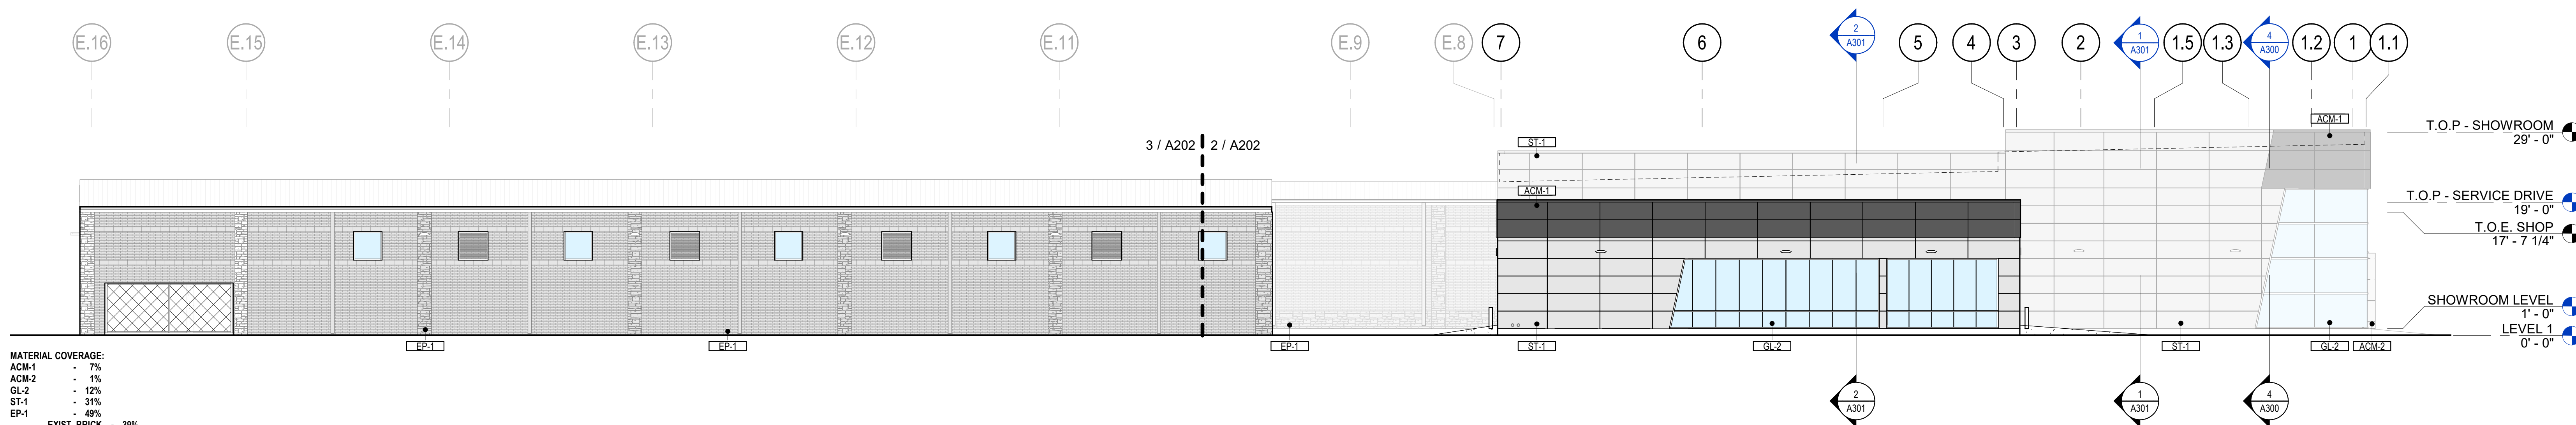 E.16 E.15 E.14 E.13 E.12 E.11 E.9 E.8 7 6 5 4 3 2 1.5 1.3 1.2 1 1.1
2
A301
1
A301
4
A300
ACM-1
T.O.P - SHOWROOM
29' - 0"
3 / A202 2 / A202
ST-1
ACM-1
T.O.P - SERVICE DRIVE
19' - 0"
T.O.E. SHOP
17' - 7 1/4"
SHOWROOM LEVEL
1' - 0"
LEVEL 1
0' - 0"
EP-1 EP-1 EP-1 ST-1 GL-2 ST-1 GL-2 ACM-2
MATERIAL COVERAGE:
ACM-1 - 7%
ACM-2 - 1%
GL-2 - 12%
ST-1 - 31%
EP-1 - 49%
EXIST. BRICK - 39%
2
A301
1
A301
4
A300